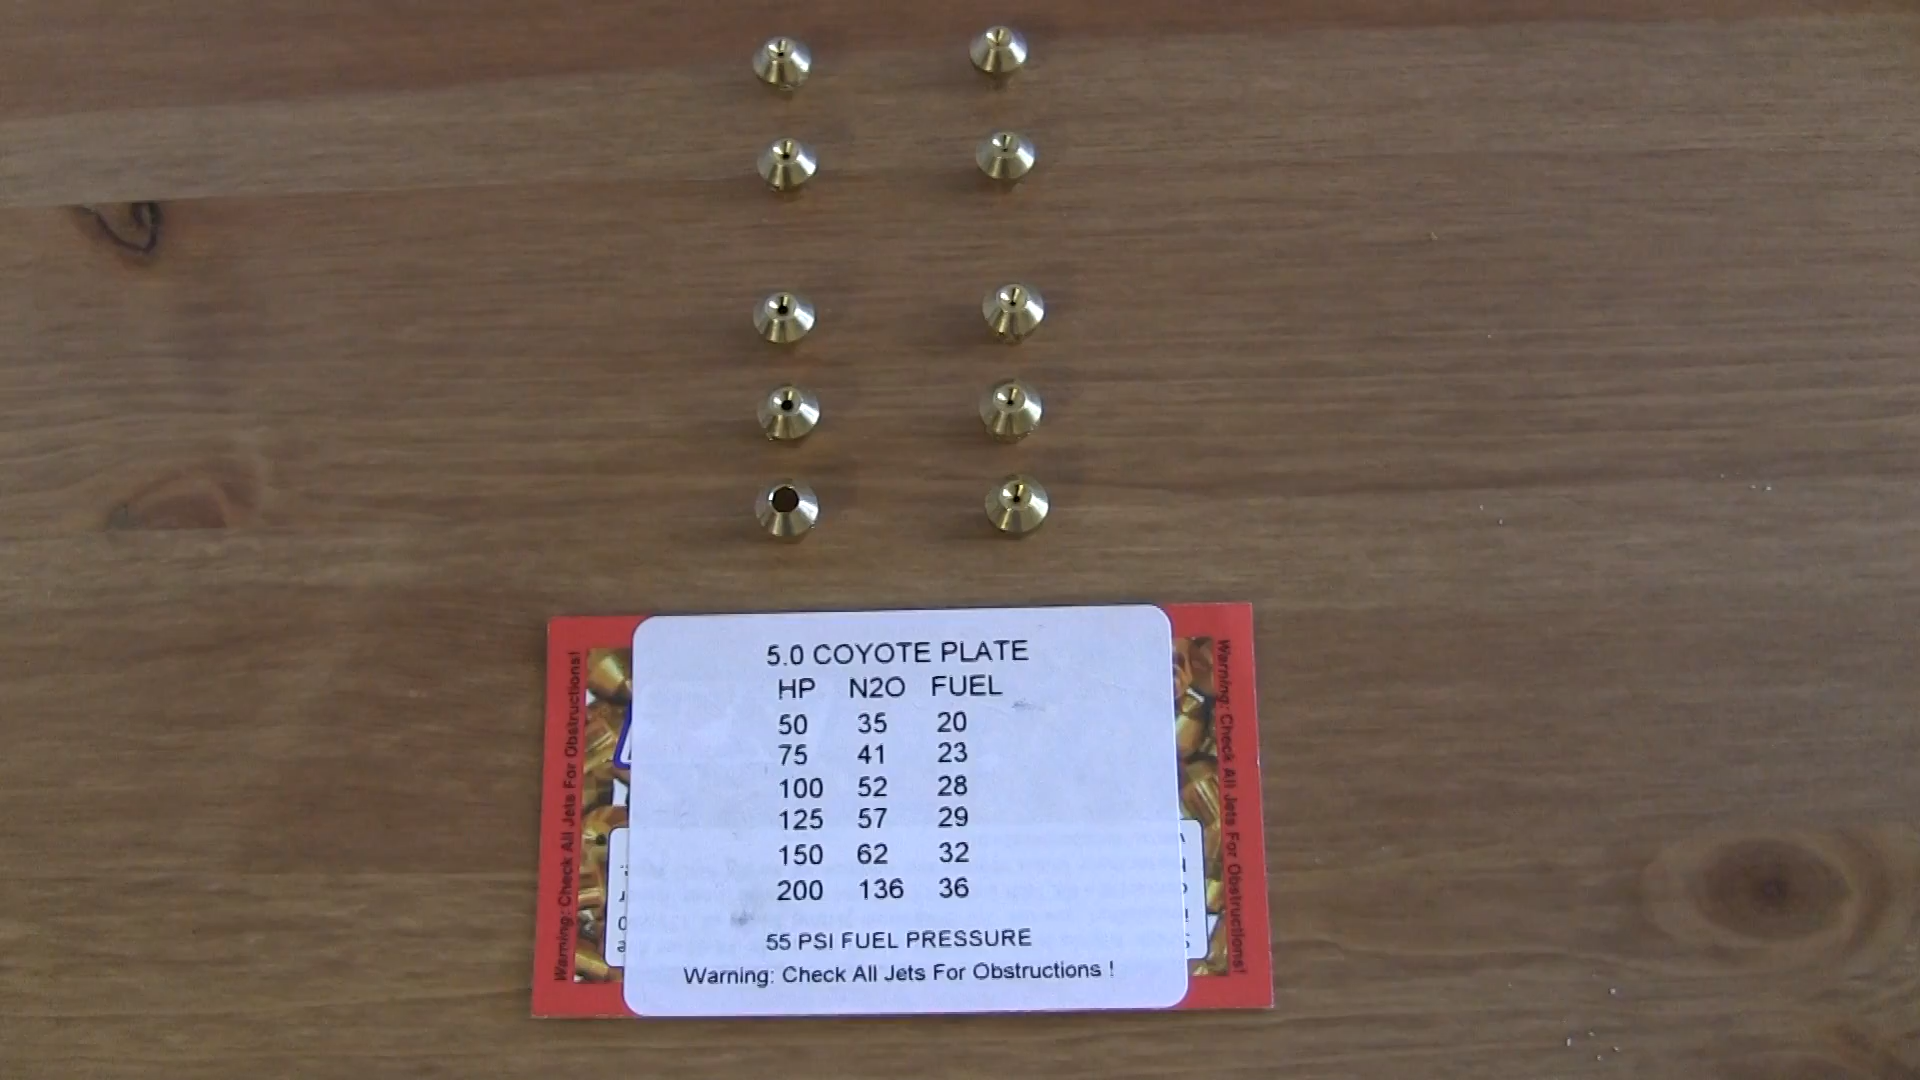 5.0 COYOTE PLATE
HP N2O FUEL
50 35 20
75 41 23
100 52 28
125 57 29
150 62 32
200 136 36
55 PSI FUEL PRESSURE
Warning: Check All Jets For Obstructions !
Warning: Check All Jets For Obstructions!
Warning: Check All Jets For Obstructions!